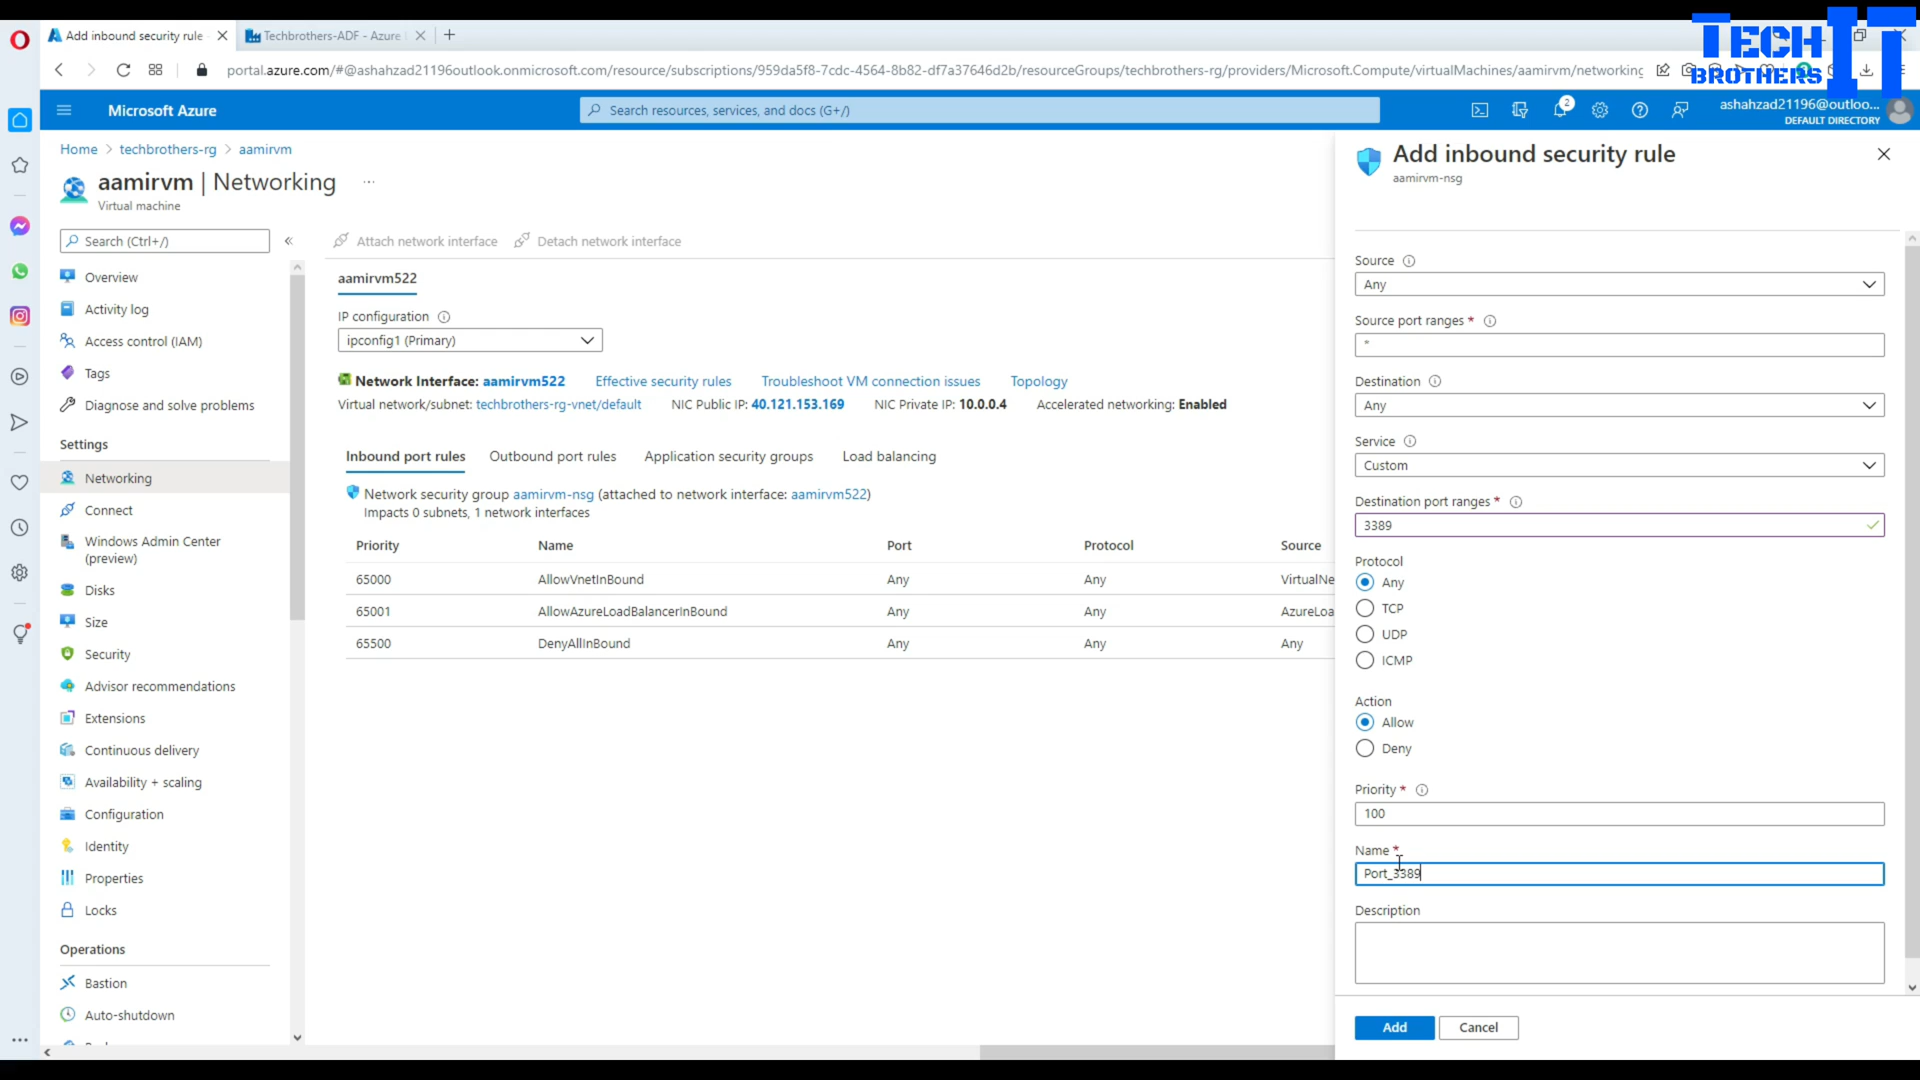 Add inbound security rule
Techbrothers-ADF - Azure
TECH IT
BROTHERS
portal.azure.com/#@ashahzad21196outlook.onmicrosoft.com/resource/subscriptions/959da5f8-7cdc-4564-8b82-df7a37646d2b/resourceGroups/techbrothers-rg/providers/Microsoft.Compute/virtualMachines/aamirvm/networking
Microsoft Azure
Search resources, services, and docs (G+/)
2
ashahzad21196@outloo...
DEFAULT DIRECTORY
Home > techbrothers-rg > aamirvm
aamirvm | Networking
...
Virtual machine
Search (Ctrl+/)
«
Overview
Activity log
Access control (IAM)
Tags
Diagnose and solve problems
Settings
Networking
Connect
Windows Admin Center
(preview)
Disks
Size
Security
Advisor recommendations
Extensions
Continuous delivery
Availability + scaling
Configuration
Identity
Properties
Locks
Operations
Bastion
Auto-shutdown
Attach network interface
Detach network interface
aamirvm522
IP configuration
ipconfig1 (Primary)
Network Interface: aamirvm522 Effective security rules Troubleshoot VM connection issues Topology
Virtual network/subnet: techbrothers-rg-vnet/default NIC Public IP: 40.121.153.169 NIC Private IP: 10.0.0.4 Accelerated networking: Enabled
Inbound port rules Outbound port rules Application security groups Load balancing
Network security group aamirvm-nsg (attached to network interface: aamirvm522)
Impacts 0 subnets, 1 network interfaces
Priority Name Port Protocol Source
65000 AllowVnetInBound Any Any VirtualNe
65001 AllowAzureLoadBalancerInBound Any Any AzureLoa
65500 DenyAllInBound Any Any Any
Add inbound security rule
aamirvm-nsg
Source
Any
Source port ranges *
*
Destination
Any
Service
Custom
Destination port ranges *
3389
Protocol
Any
TCP
UDP
ICMP
Action
Allow
Deny
Priority *
100
Name *
Port_3389
Description
Add
Cancel